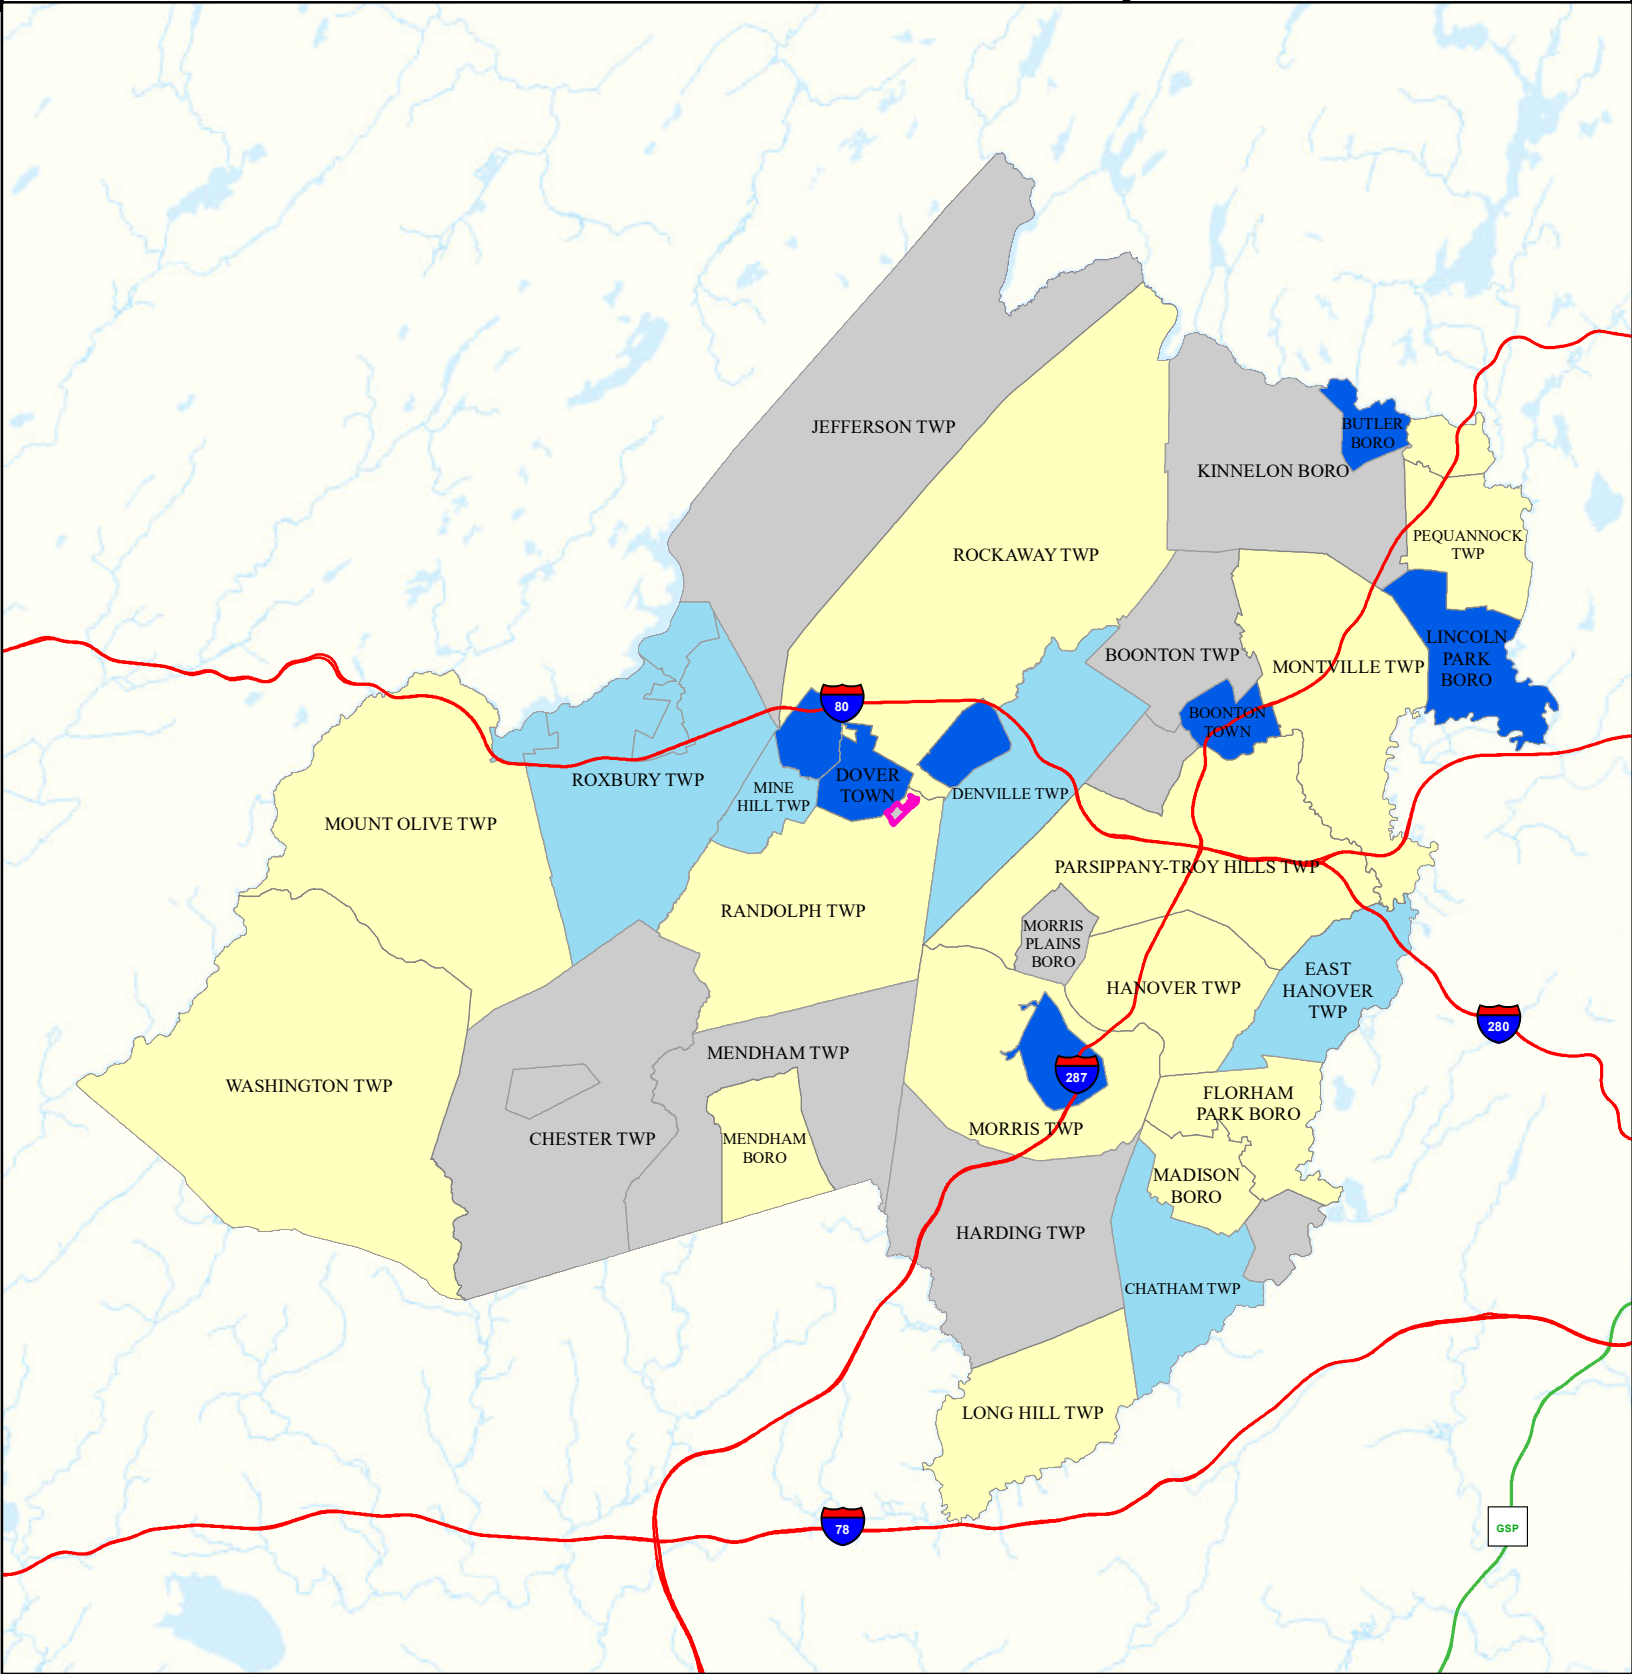 JEFFERSON TWP
BUTLER
BORO
KINNELON BORO
PEQUANNOCK
TWP
ROCKAWAY TWP
LINCOLN
PARK
BORO
BOONTON TWP
MONTVILLE TWP
80
BOONTON
TOWN
ROXBURY TWP
MINE
HILL TWP
DOVER
TOWN
DENVILLE TWP
MOUNT OLIVE TWP
PARSIPPANY-TROY HILLS TWP
RANDOLPH TWP
MORRIS
PLAINS
BORO
EAST
HANOVER
TWP
HANOVER TWP
280
MENDHAM TWP
287
WASHINGTON TWP
FLORHAM
PARK BORO
CHESTER TWP
MENDHAM
BORO
MORRIS TWP
MADISON
BORO
HARDING TWP
CHATHAM TWP
LONG HILL TWP
78
GSP